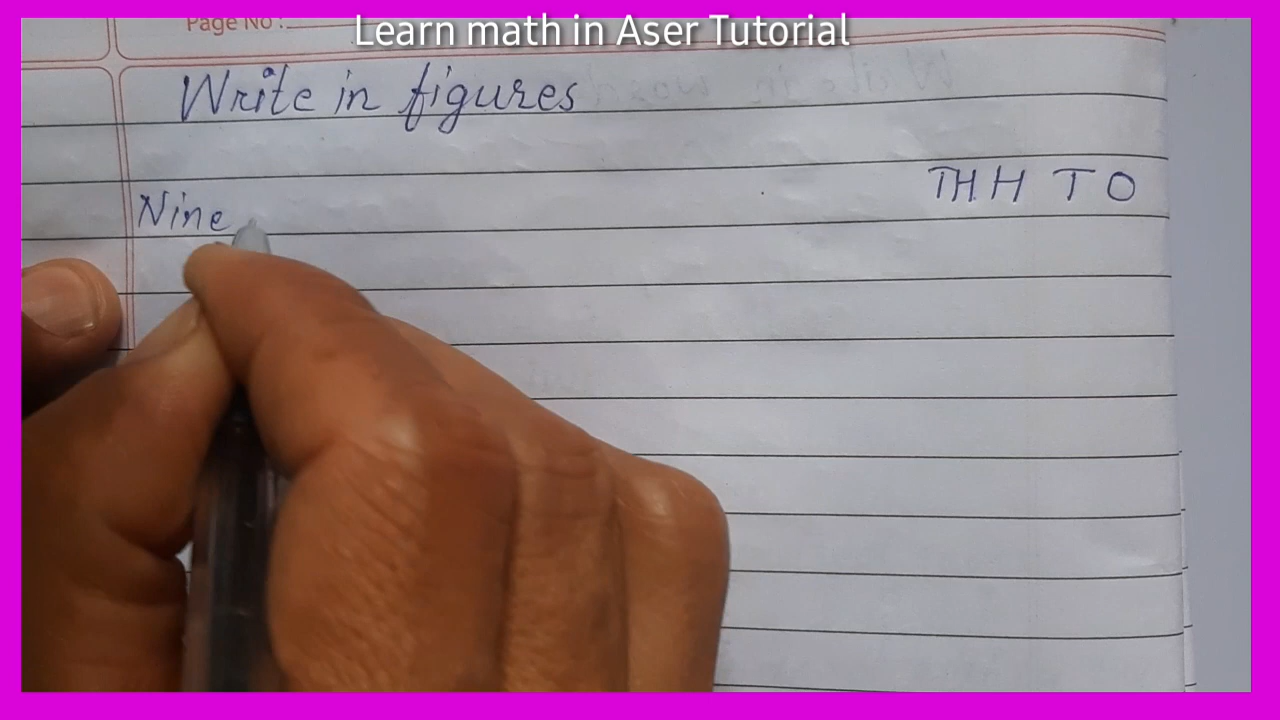 Learn math in Aser Tutorial
Page No :
Write in figures
TH H T O
Nine